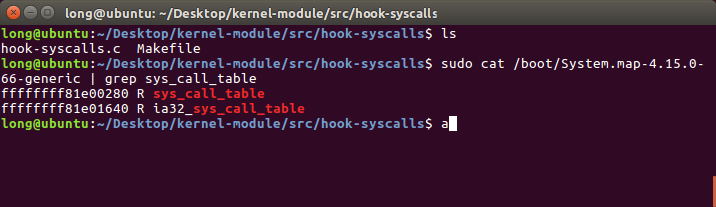 long@ubuntu: ~/Desktop/kernel-module/src/hook-syscalls
long@ubuntu:~/Desktop/kernel-module/src/hook-syscalls$ ls
hook-syscalls.c  Makefile
long@ubuntu:~/Desktop/kernel-module/src/hook-syscalls$ sudo cat /boot/System.map-4.15.0-
66-generic | grep sys_call_table
ffffffff81e00280 R sys_call_table
ffffffff81e01640 R ia32_sys_call_table
long@ubuntu:~/Desktop/kernel-module/src/hook-syscalls$ a